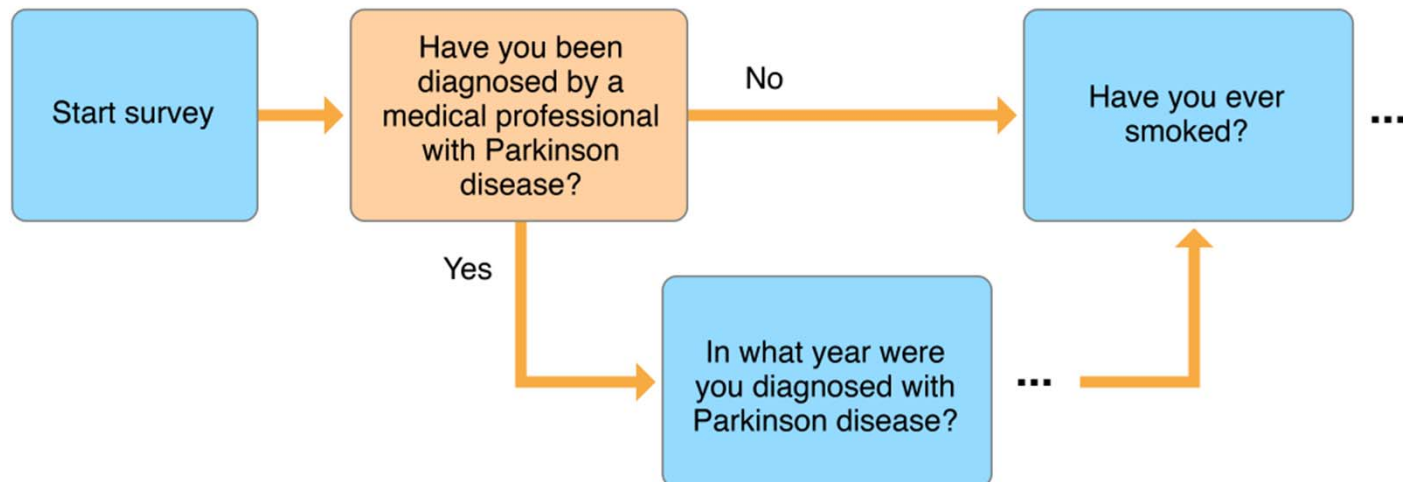 Start survey
Have you been
diagnosed by a
medical professional
with Parkinson
disease?
No
Have you ever
smoked?
...
Yes
In what year were
you diagnosed with
Parkinson disease?
...